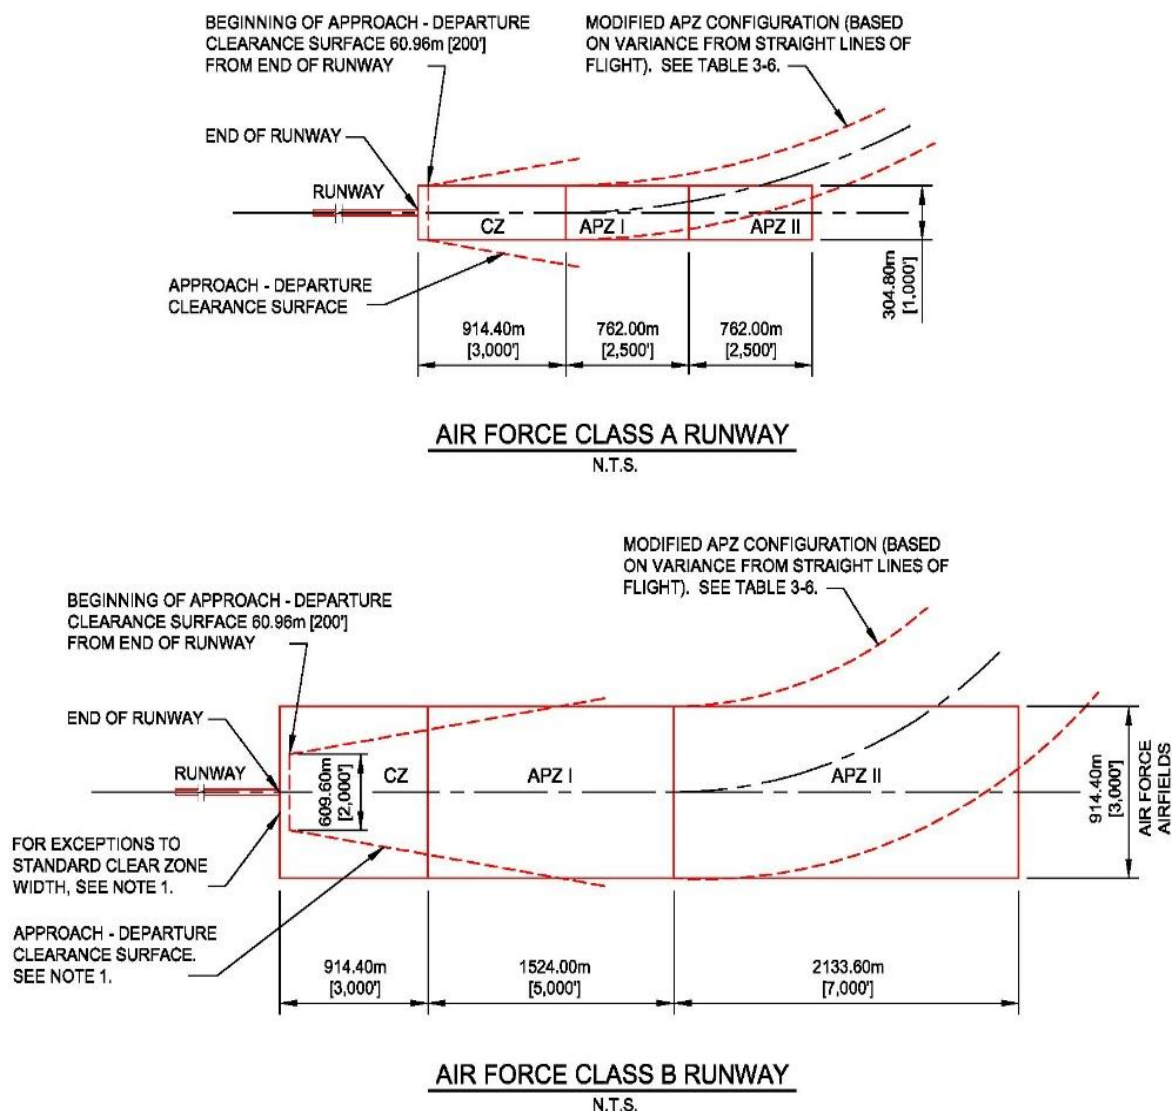 BEGINNING OF APPROACH - DEPARTURE
CLEARANCE SURFACE 60.96m [200']
FROM END OF RUNWAY
MODIFIED APZ CONFIGURATION (BASED
ON VARIANCE FROM STRAIGHT LINES OF
FLIGHT). SEE TABLE 3-6.
END OF RUNWAY
RUNWAY
CZ
APZ I
APZ II
APPROACH - DEPARTURE
CLEARANCE SURFACE
304.80m
[1,000']
914.40m
[3,000']
762.00m
[2,500']
762.00m
[2,500']
AIR FORCE CLASS A RUNWAY
N.T.S.
MODIFIED APZ CONFIGURATION (BASED
ON VARIANCE FROM STRAIGHT LINES OF
FLIGHT). SEE TABLE 3-6.
BEGINNING OF APPROACH - DEPARTURE
CLEARANCE SURFACE 60.96m [200']
FROM END OF RUNWAY
END OF RUNWAY
RUNWAY
609.60m
[2,000']
CZ
APZ I
APZ II
914.40m
[3,000']
AIR FORCE
AIRFIELDS
FOR EXCEPTIONS TO
STANDARD CLEAR ZONE
WIDTH, SEE NOTE 1.
APPROACH - DEPARTURE
CLEARANCE SURFACE.
SEE NOTE 1.
914.40m
[3,000']
1524.00m
[5,000']
2133.60m
[7,000']
AIR FORCE CLASS B RUNWAY
N.T.S.